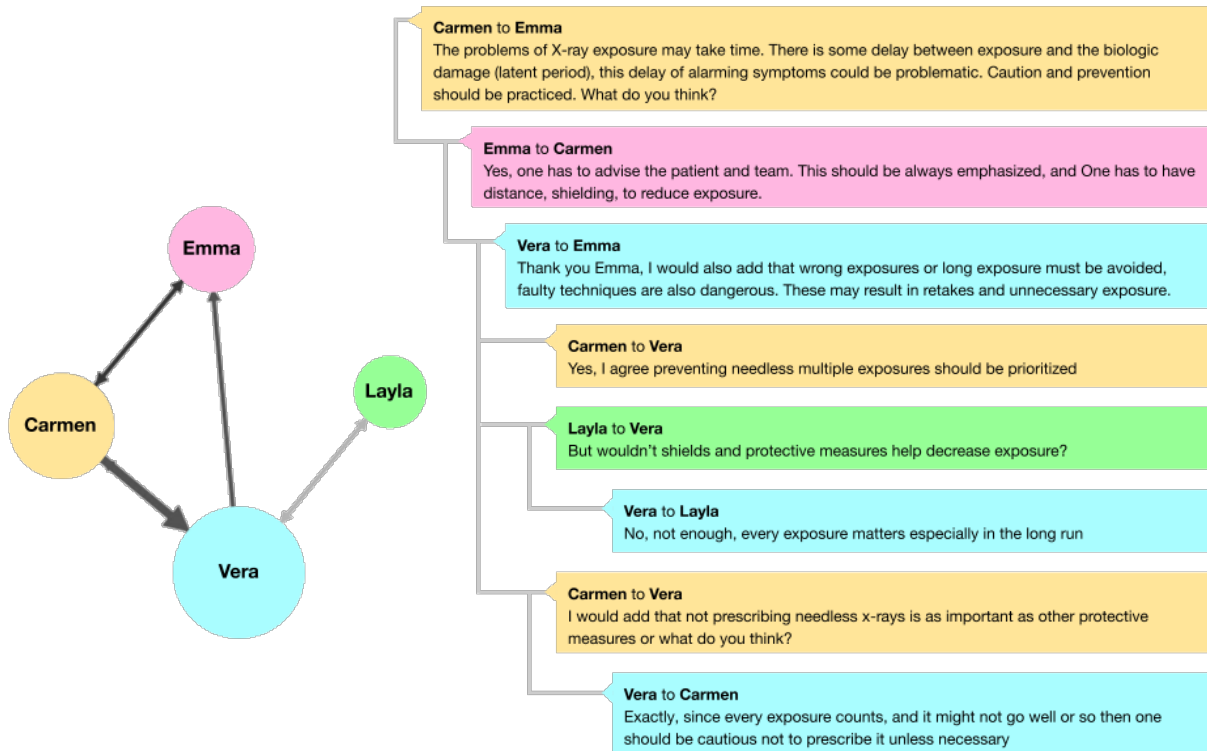 Carmen to Emma
The problems of X-ray exposure may take time. There is some delay between exposure and the biologic
damage (latent period), this delay of alarming symptoms could be problematic. Caution and prevention
should be practiced. What do you think?
Emma to Carmen
Yes, one has to advise the patient and team. This should be always emphasized, and One has to have
distance, shielding, to reduce exposure.
Vera to Emma
Thank you Emma, I would also add that wrong exposures or long exposure must be avoided,
faulty techniques are also dangerous. These may result in retakes and unnecessary exposure.
Carmen to Vera
Yes, I agree preventing needless multiple exposures should be prioritized
Layla to Vera
But wouldn't shields and protective measures help decrease exposure?
Vera to Layla
No, not enough, every exposure matters especially in the long run
Carmen to Vera
I would add that not prescribing needless x-rays is as important as other protective
measures or what do you think?
Vera to Carmen
Exactly, since every exposure counts, and it might not go well or so then one
should be cautious not to prescribe it unless necessary
Emma
Layla
Carmen
Vera